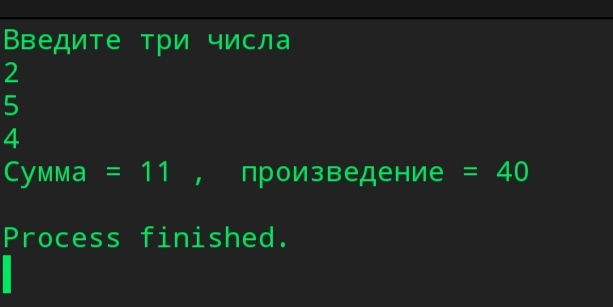 Введите три числа
2
5
4
Сумма = 11 ,  произведение = 40
Process finished.